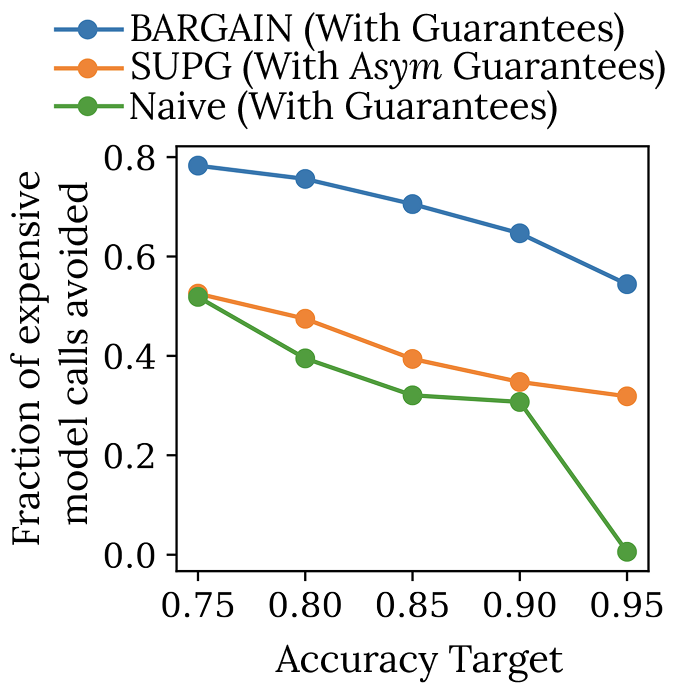 BARGAIN (With Guarantees)
SUPG (With Asym Guarantees)
Naive (With Guarantees)
Fraction of expensive
model calls avoided
0.8
0.6
0.4
0.2
0.0
0.75 0.80 0.85 0.90 0.95
Accuracy Target